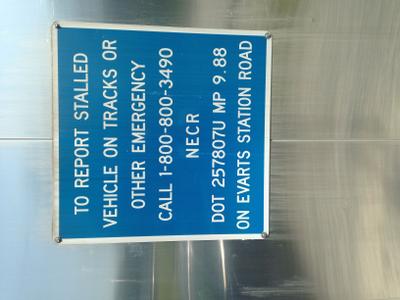 TO REPORT STALLED
VEHICLE ON TRACKS OR
OTHER EMERGENCY
CALL 1-800-800-3490
NECR
DOT 257807U MP 9.88
ON EVARTS STATION ROAD